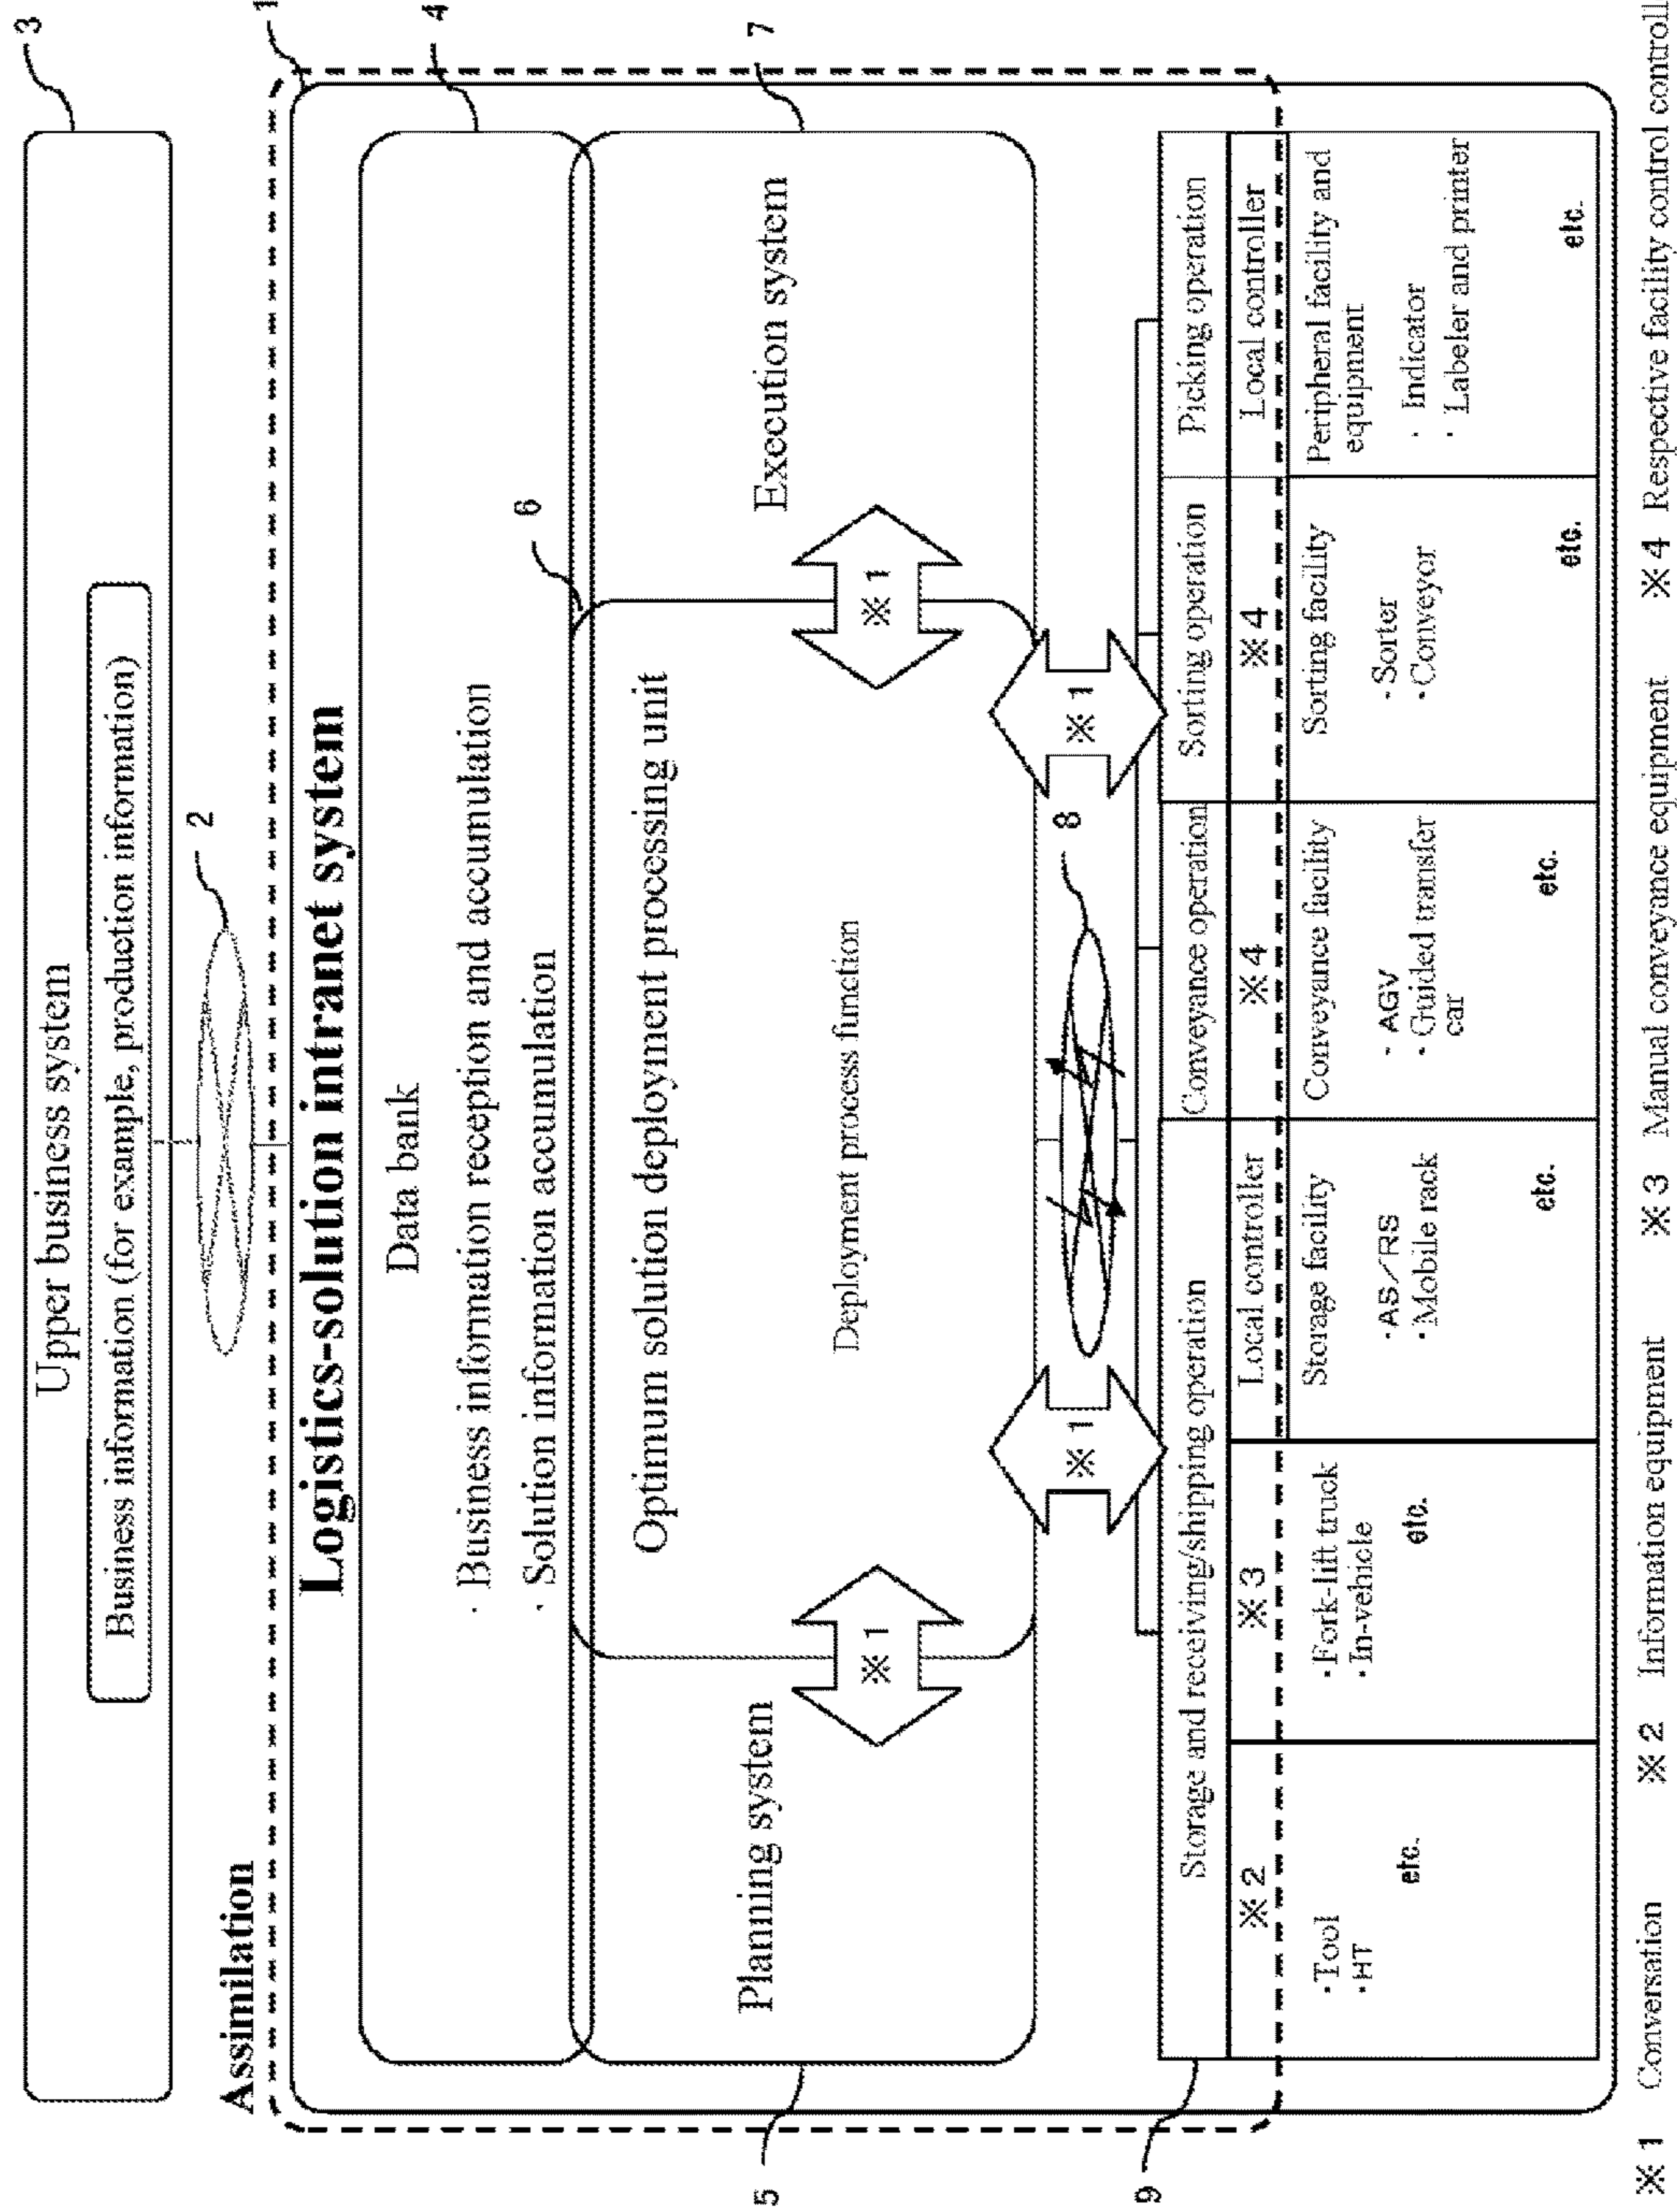 3
Upper business system
Business information (for example, production information)
2
Assimilation
1
Logistics-solution intranet system
4
Data bank
· Business information reception and accumulation
· Solution information accumulation
6
7
5
Optimum solution deployment processing unit
Planning system
Execution system
※1
※1
Deployment process function
※1
8
※1
9
Storage and receiving/shipping operation
Conveyance operation
Sorting operation
Picking operation
※2
※3
Local controller
※4
※4
Local controller
·Tool
·HT
etc.
·Fork-lift truck
·In-vehicle
etc.
Storage facility
·AS/RS
·Mobile rack
etc.
Conveyance facility
·AGV
·Guided transfer
car
etc.
Sorting facility
·Sorter
·Conveyor
etc.
Peripheral facility and
equipment
· Indicator
· Labeler and printer
etc.
※1 Conversation ※2 Information equipment ※3 Manual conveyance equipment ※4 Respective facility control controll